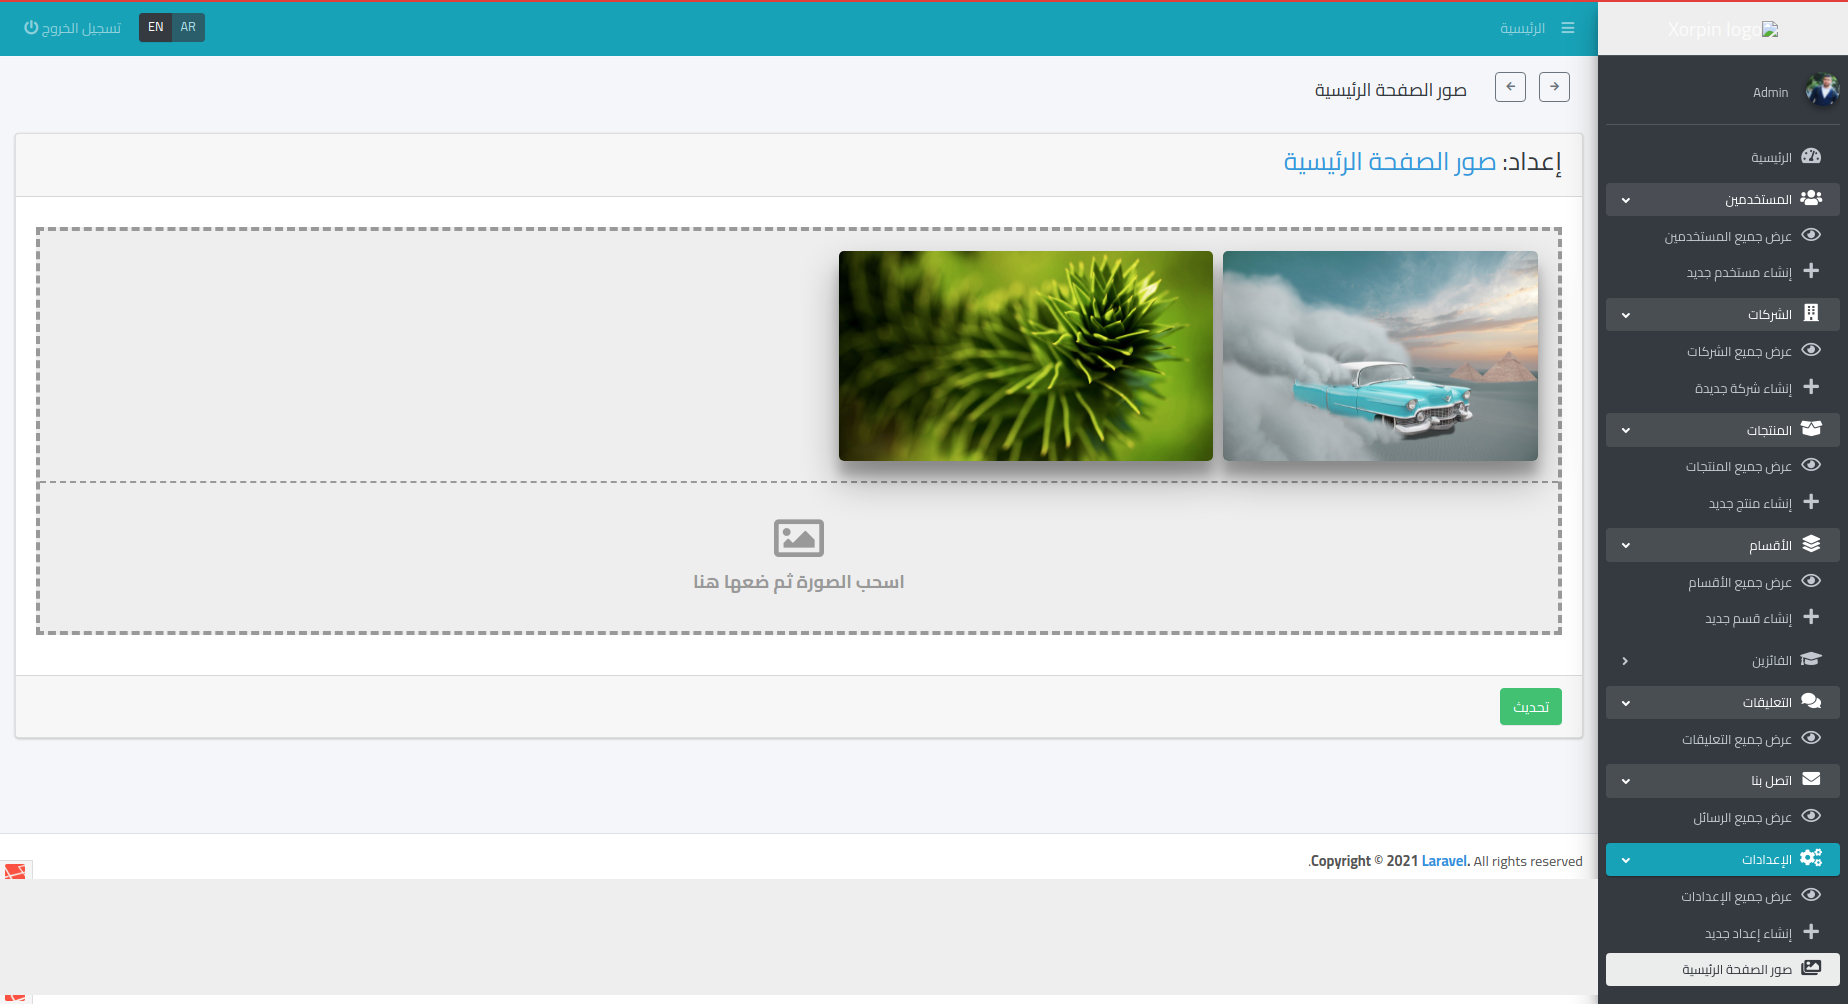 Xorpin logo
الرئيسية
EN AR
تسجيل الخروج
Admin
الرئيسية
المستخدمين
عرض جميع المستخدمين
إنشاء مستخدم جديد
الشركات
عرض جميع الشركات
إنشاء شركة جديدة
المنتجات
عرض جميع المنتجات
إنشاء منتج جديد
الأقسام
عرض جميع الأقسام
إنشاء قسم جديد
الفائزين
التعليقات
عرض جميع التعليقات
اتصل بنا
عرض جميع الرسائل
الإعدادات
عرض جميع الإعدادات
إنشاء إعداد جديد
صور الصفحة الرئيسية
صور الصفحة الرئيسية
إعداد: صور الصفحة الرئيسية
اسحب الصورة ثم ضعها هنا
تحديث
.Copyright © 2021 Laravel. All rights reserved